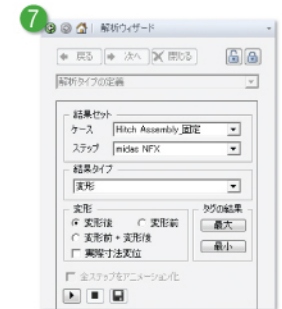 7
解析ウィザード
戻る 次へ 閉じる
解析タイプの定義
結果セット
ケース Hitch Assembly_固定
ステップ midas NFX
結果タイプ
変形
変形
タグの結果
変形後 変形前
最大
変形前 + 変形後
最小
実際寸法変位
全ステップをアニメーション化